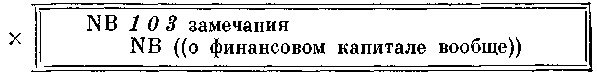 × NB 103 замечания
NB ((о финансовом капитале вообще))